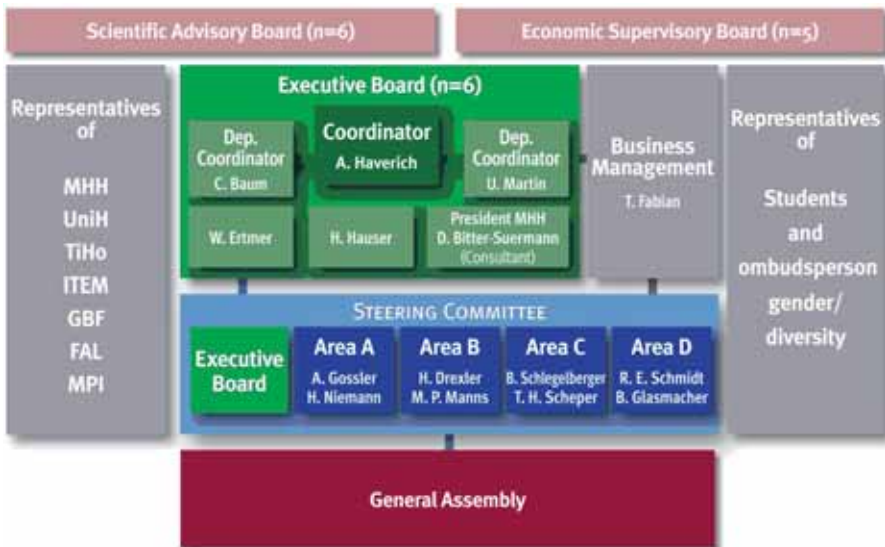 Scientific Advisory Board (n=6)
Economic Supervisory Board (n=5)
Representatives
of
MHH
UniH
TiHo
ITEM
GBF
FAL
MPI
Executive Board (n=6)
Dep.
Coordinator
C. Baum
Coordinator
A. Haverich
Dep.
Coordinator
U. Martin
W. Ertmer
H. Hauser
President MHH
D. Bitter-Suermann
(Consultant)
Business
Management
T. Fabian
Representatives
of
Students
and
ombudsperson
gender/
diversity
STEERING COMMITTEE
Executive
Board
Area A
A. Gossler
H. Niemann
Area B
H. Drexler
M. P. Manns
Area C
B. Schlegelberger
T. H. Scheper
Area D
R. E. Schmidt
B. Glasmacher
General Assembly